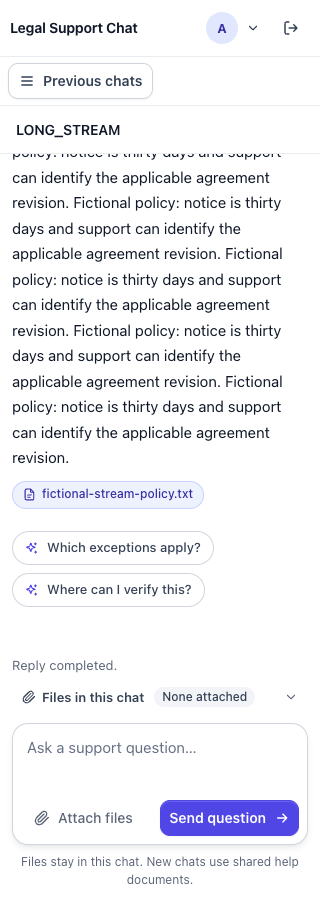 Legal Support Chat
A
Previous chats
LONG_STREAM
policy: notice is thirty days and support
can identify the applicable agreement
revision. Fictional policy: notice is thirty
days and support can identify the
applicable agreement revision. Fictional
policy: notice is thirty days and support
can identify the applicable agreement
revision. Fictional policy: notice is thirty
days and support can identify the
applicable agreement revision. Fictional
policy: notice is thirty days and support
can identify the applicable agreement
revision.
fictional-stream-policy.txt
Which exceptions apply?
Where can I verify this?
Reply completed.
Files in this chat None attached
Ask a support question...
Attach files Send question
Files stay in this chat. New chats use shared help
documents.